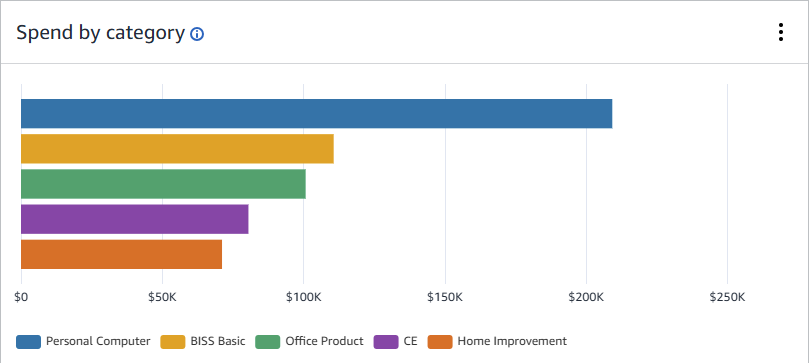 Spend by category
$0 $50K $100K $150K $200K $250K
Personal Computer BISS Basic Office Product CE Home Improvement